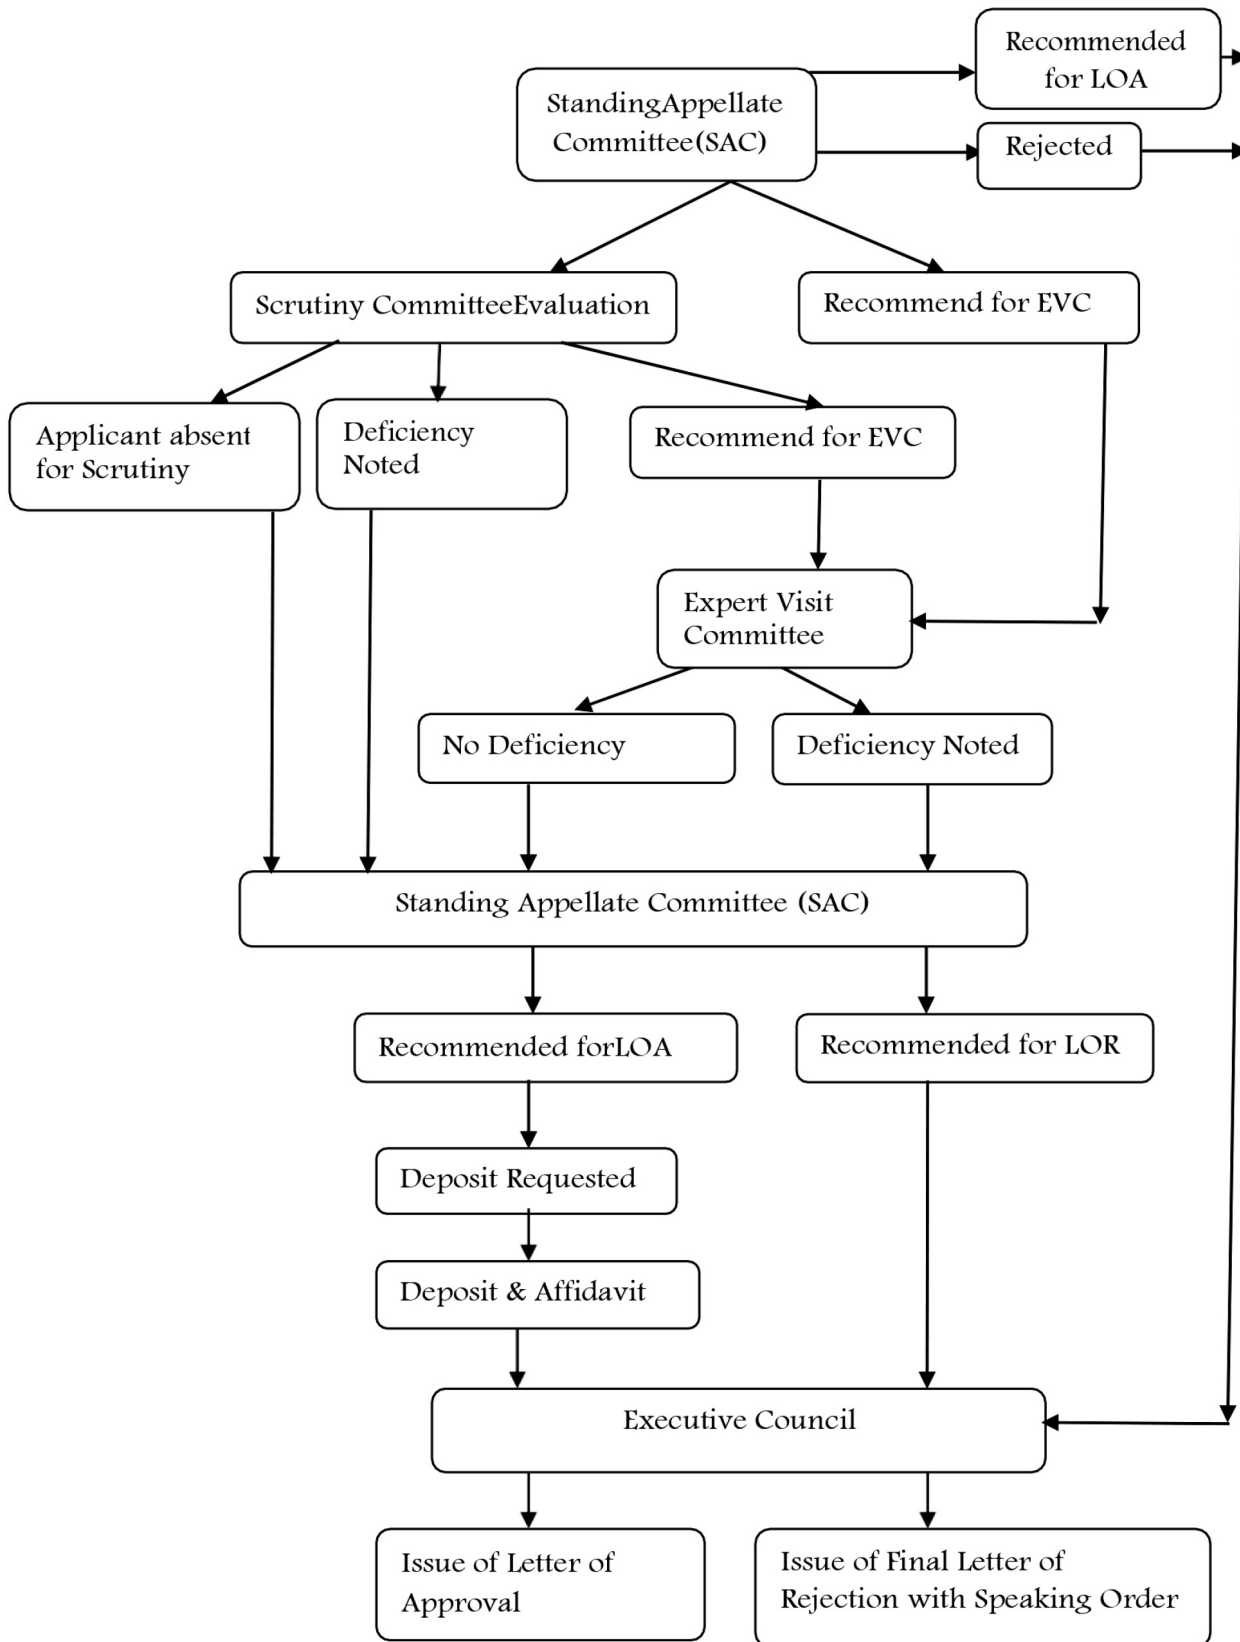 Recommended
for LOA
StandingAppellate
Committee(SAC)
Rejected
Scrutiny CommitteeEvaluation
Recommend for EVC
Applicant absent
for Scrutiny
Deficiency
Noted
Recommend for EVC
Expert Visit
Committee
No Deficiency
Deficiency Noted
Standing Appellate Committee (SAC)
Recommended forLOA
Recommended for LOR
Deposit Requested
Deposit & Affidavit
Executive Council
Issue of Letter of
Approval
Issue of Final Letter of
Rejection with Speaking Order